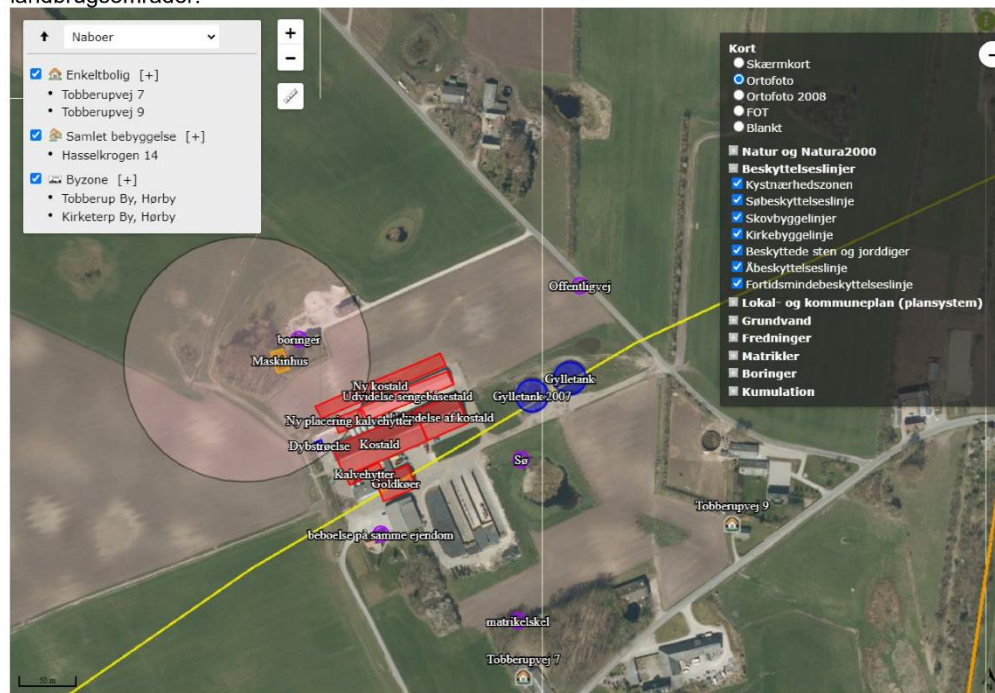 landbrugsområder.
Naboer
Enkeltbolig [+]
Tobberupvej 7
Tobberupvej 9
Samlet bebyggelse [+]
Hasselkrogen 14
Byzone [+]
Tobberup By, Hørby
Kirketerp By, Hørby
+
−
Kort
Skærmkort
Ortofoto
Ortofoto 2008
FOT
Blankt
Natur og Natura2000
Beskyttelseslinjer
Kystnærhedszonen
Søbeskyttelseslinje
Skovbyggelinjer
Kirkebyggelinje
Beskyttede sten og jorddiger
Åbeskyttelseslinje
Fortidsmindebeskyttelseslinje
Lokal- og kommuneplan (plansystem)
Grundvand
Fredninger
Matrikler
Boringer
Kumulation
Offentligvej
boringer
Maskinhus
Ny kostald
Udvidelse sengebåsestald
Gylletank
Gylletank 2007
Ny placering kalvehytter
af kostald
Dybstrøelse
Kostald
Kalvehytter
Goldkøer
Sø
Tobberupvej 9
beboelse på samme ejendom
matrikelskel
Tobberupvej 7
50 m